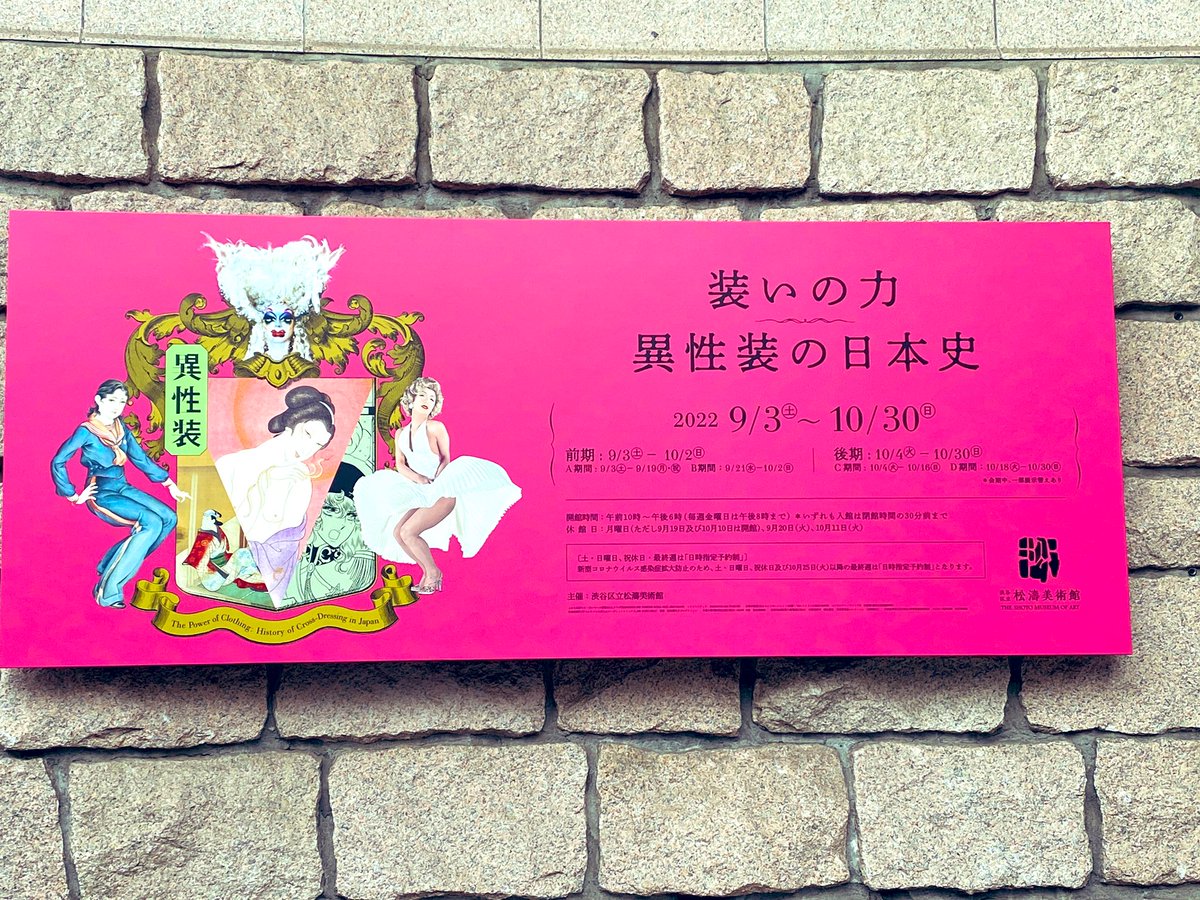 異性装
The Power of Clothing: History of Cross-Dressing in Japan
装いの力
異性装の日本史
2022 9/3㊏〜10/30㊐
前期：9/3㊏－10/2㊐
A期間：9/3㊏－9/19㊊・㊗ B期間：9/21㊌－10/2㊐
後期：10/4㊋－10/30㊐
C期間：10/4㊋－10/16㊐ D期間：10/18㊋－10/30㊐
＊会期中、一部展示替えあり
開館時間：午前10時〜午後6時（毎週金曜日は午後8時まで）＊いずれも入館は閉館時間の30分前まで
休館日：月曜日（ただし9月19日及び10月10日は開館）、9月20日（火）、10月11日（火）
「土・日曜日、祝休日・最終週は「日時指定予約制」」
新型コロナウイルス感染症拡大防止のため、土・日曜日、祝休日及び10月25日（火）以降の最終週は「日時指定予約制」となります。
主催：渋谷区立松濤美術館
松濤美術館
THE SHOTO MUSEUM OF ART